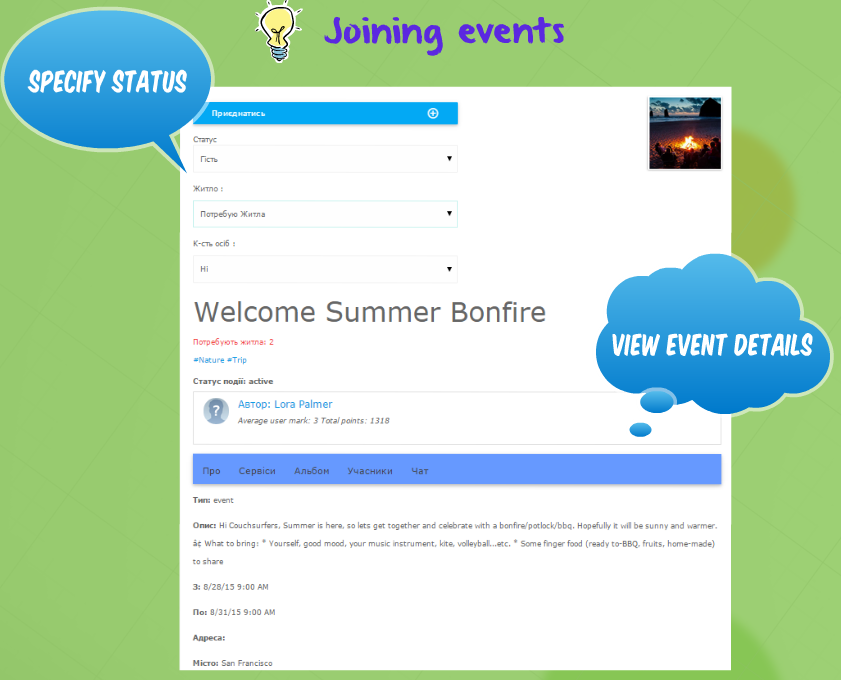 Joining events
SPECIFY STATUS
Приєднатись
Статус
Гість
Житло :
Потребую Житла
К-сть осіб :
Ні
Welcome Summer Bonfire
VIEW EVENT DETAILS
Потребують житла: 2
#Nature #Trip
Статус події: active
Автор: Lora Palmer
Average user mark: 3 Total points: 1318
Про Сервіси Альбом Учасники Чат
Тип: event
Опис: Hi Couchsurfers, Summer is here, so lets get together and celebrate with a bonfire/potlock/bbq. Hopefully it will be sunny and warmer.
â¢ What to bring: * Yourself, good mood, your music instrument, kite, volleyball...etc. * Some finger food (ready to-BBQ, fruits, home-made)
to share
З: 8/28/15 9:00 AM
По: 8/31/15 9:00 AM
Адреса:
Місто: San Francisco